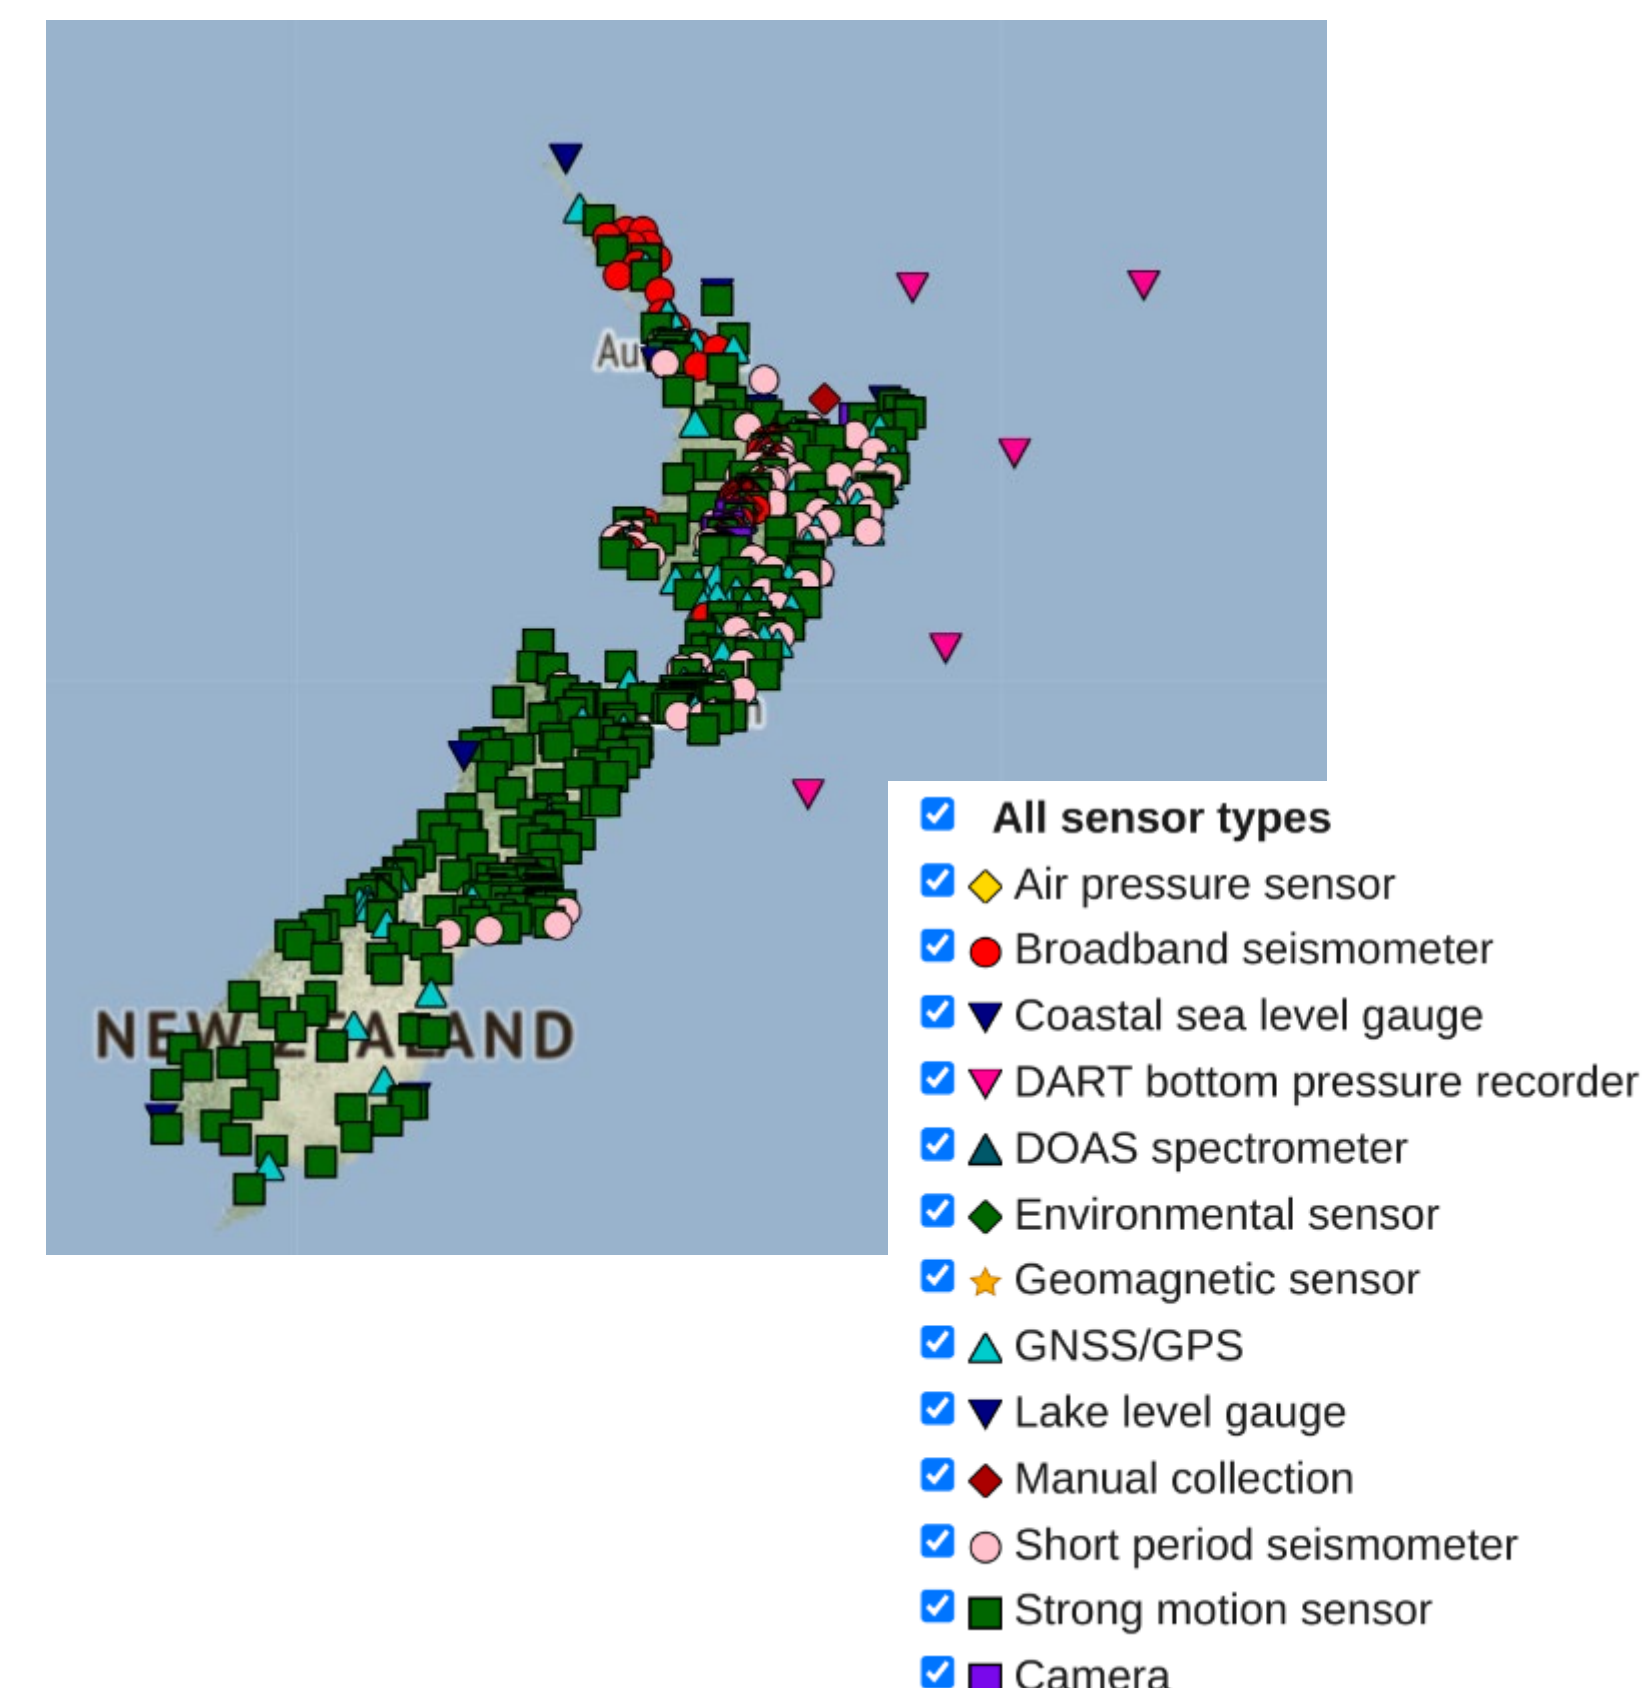 Au
n
NEW ZEALAND
All sensor types
Air pressure sensor
Broadband seismometer
Coastal sea level gauge
DART bottom pressure recorder
DOAS spectrometer
Environmental sensor
Geomagnetic sensor
GNSS/GPS
Lake level gauge
Manual collection
Short period seismometer
Strong motion sensor
Camera